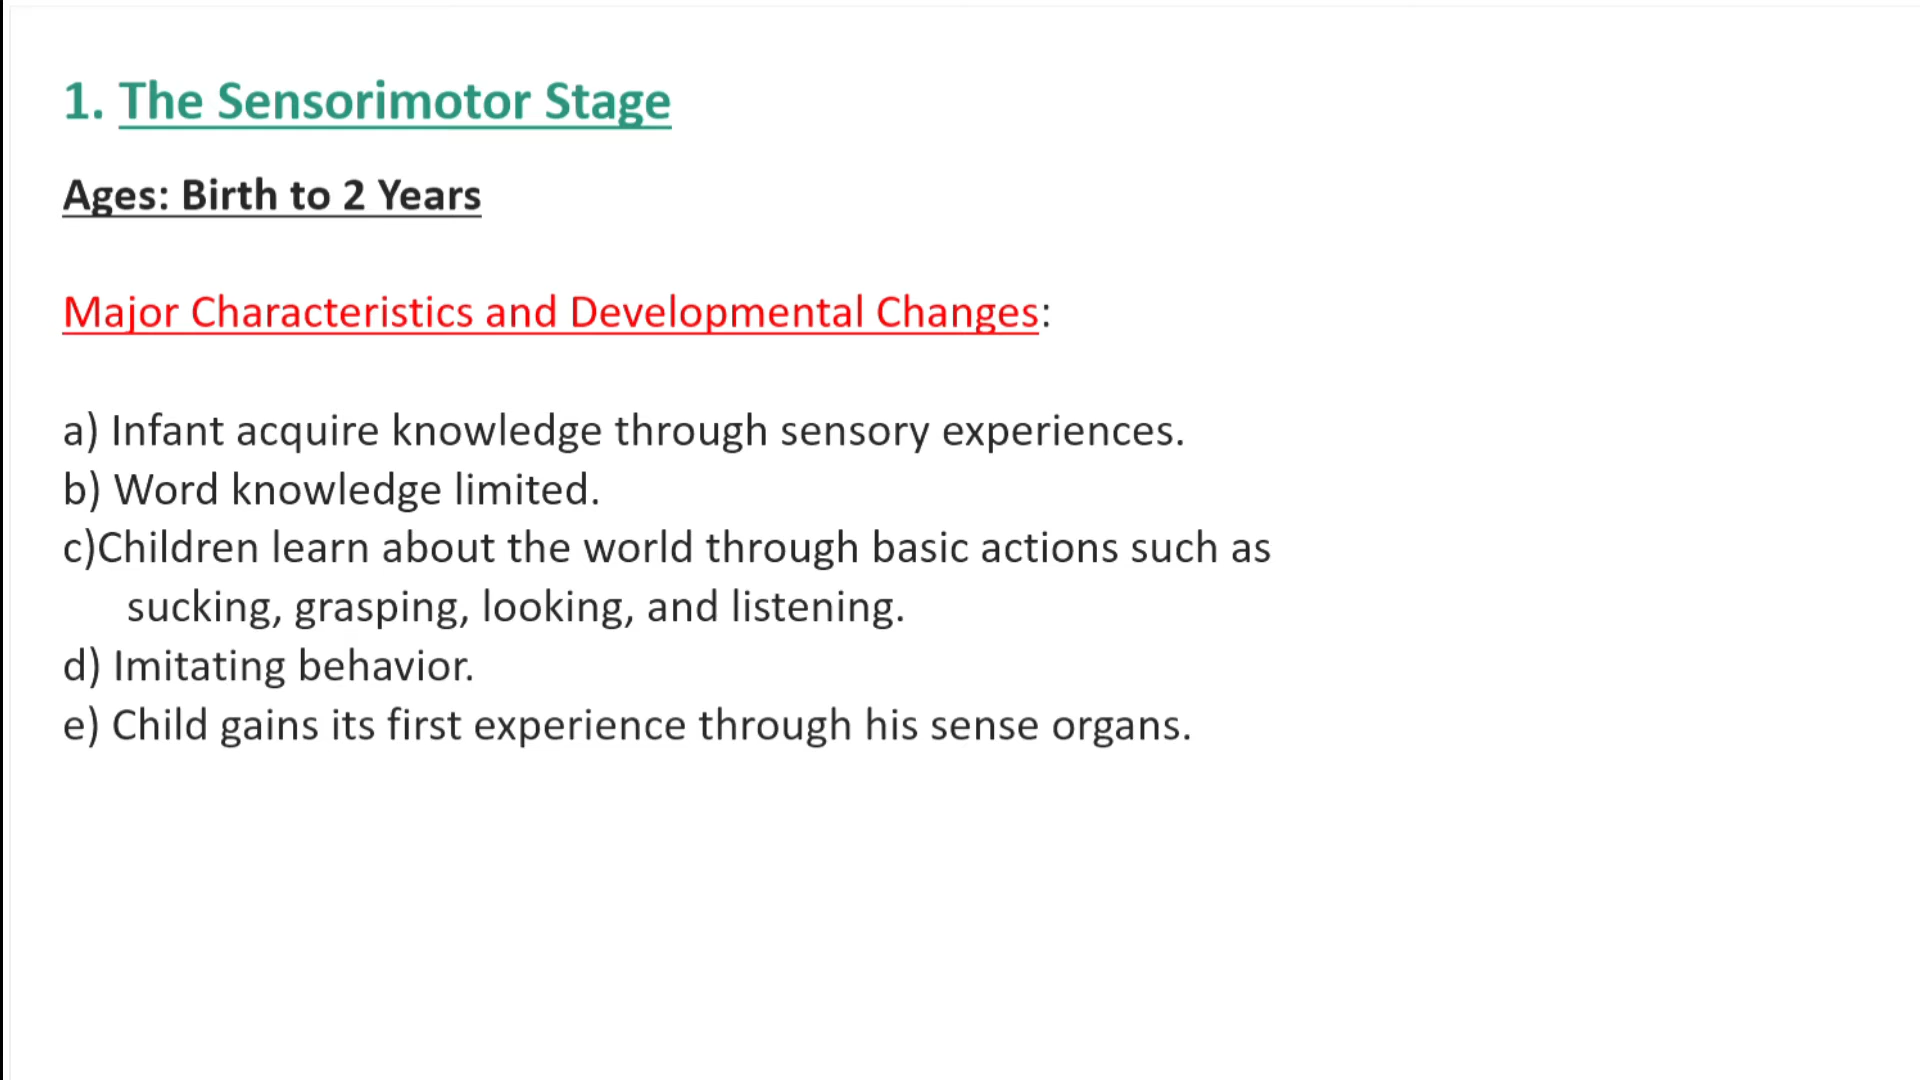 1. The Sensorimotor Stage
Ages: Birth to 2 Years
Major Characteristics and Developmental Changes:
a) Infant acquire knowledge through sensory experiences.
b) Word knowledge limited.
c)Children learn about the world through basic actions such as
sucking, grasping, looking, and listening.
d) Imitating behavior.
e) Child gains its first experience through his sense organs.